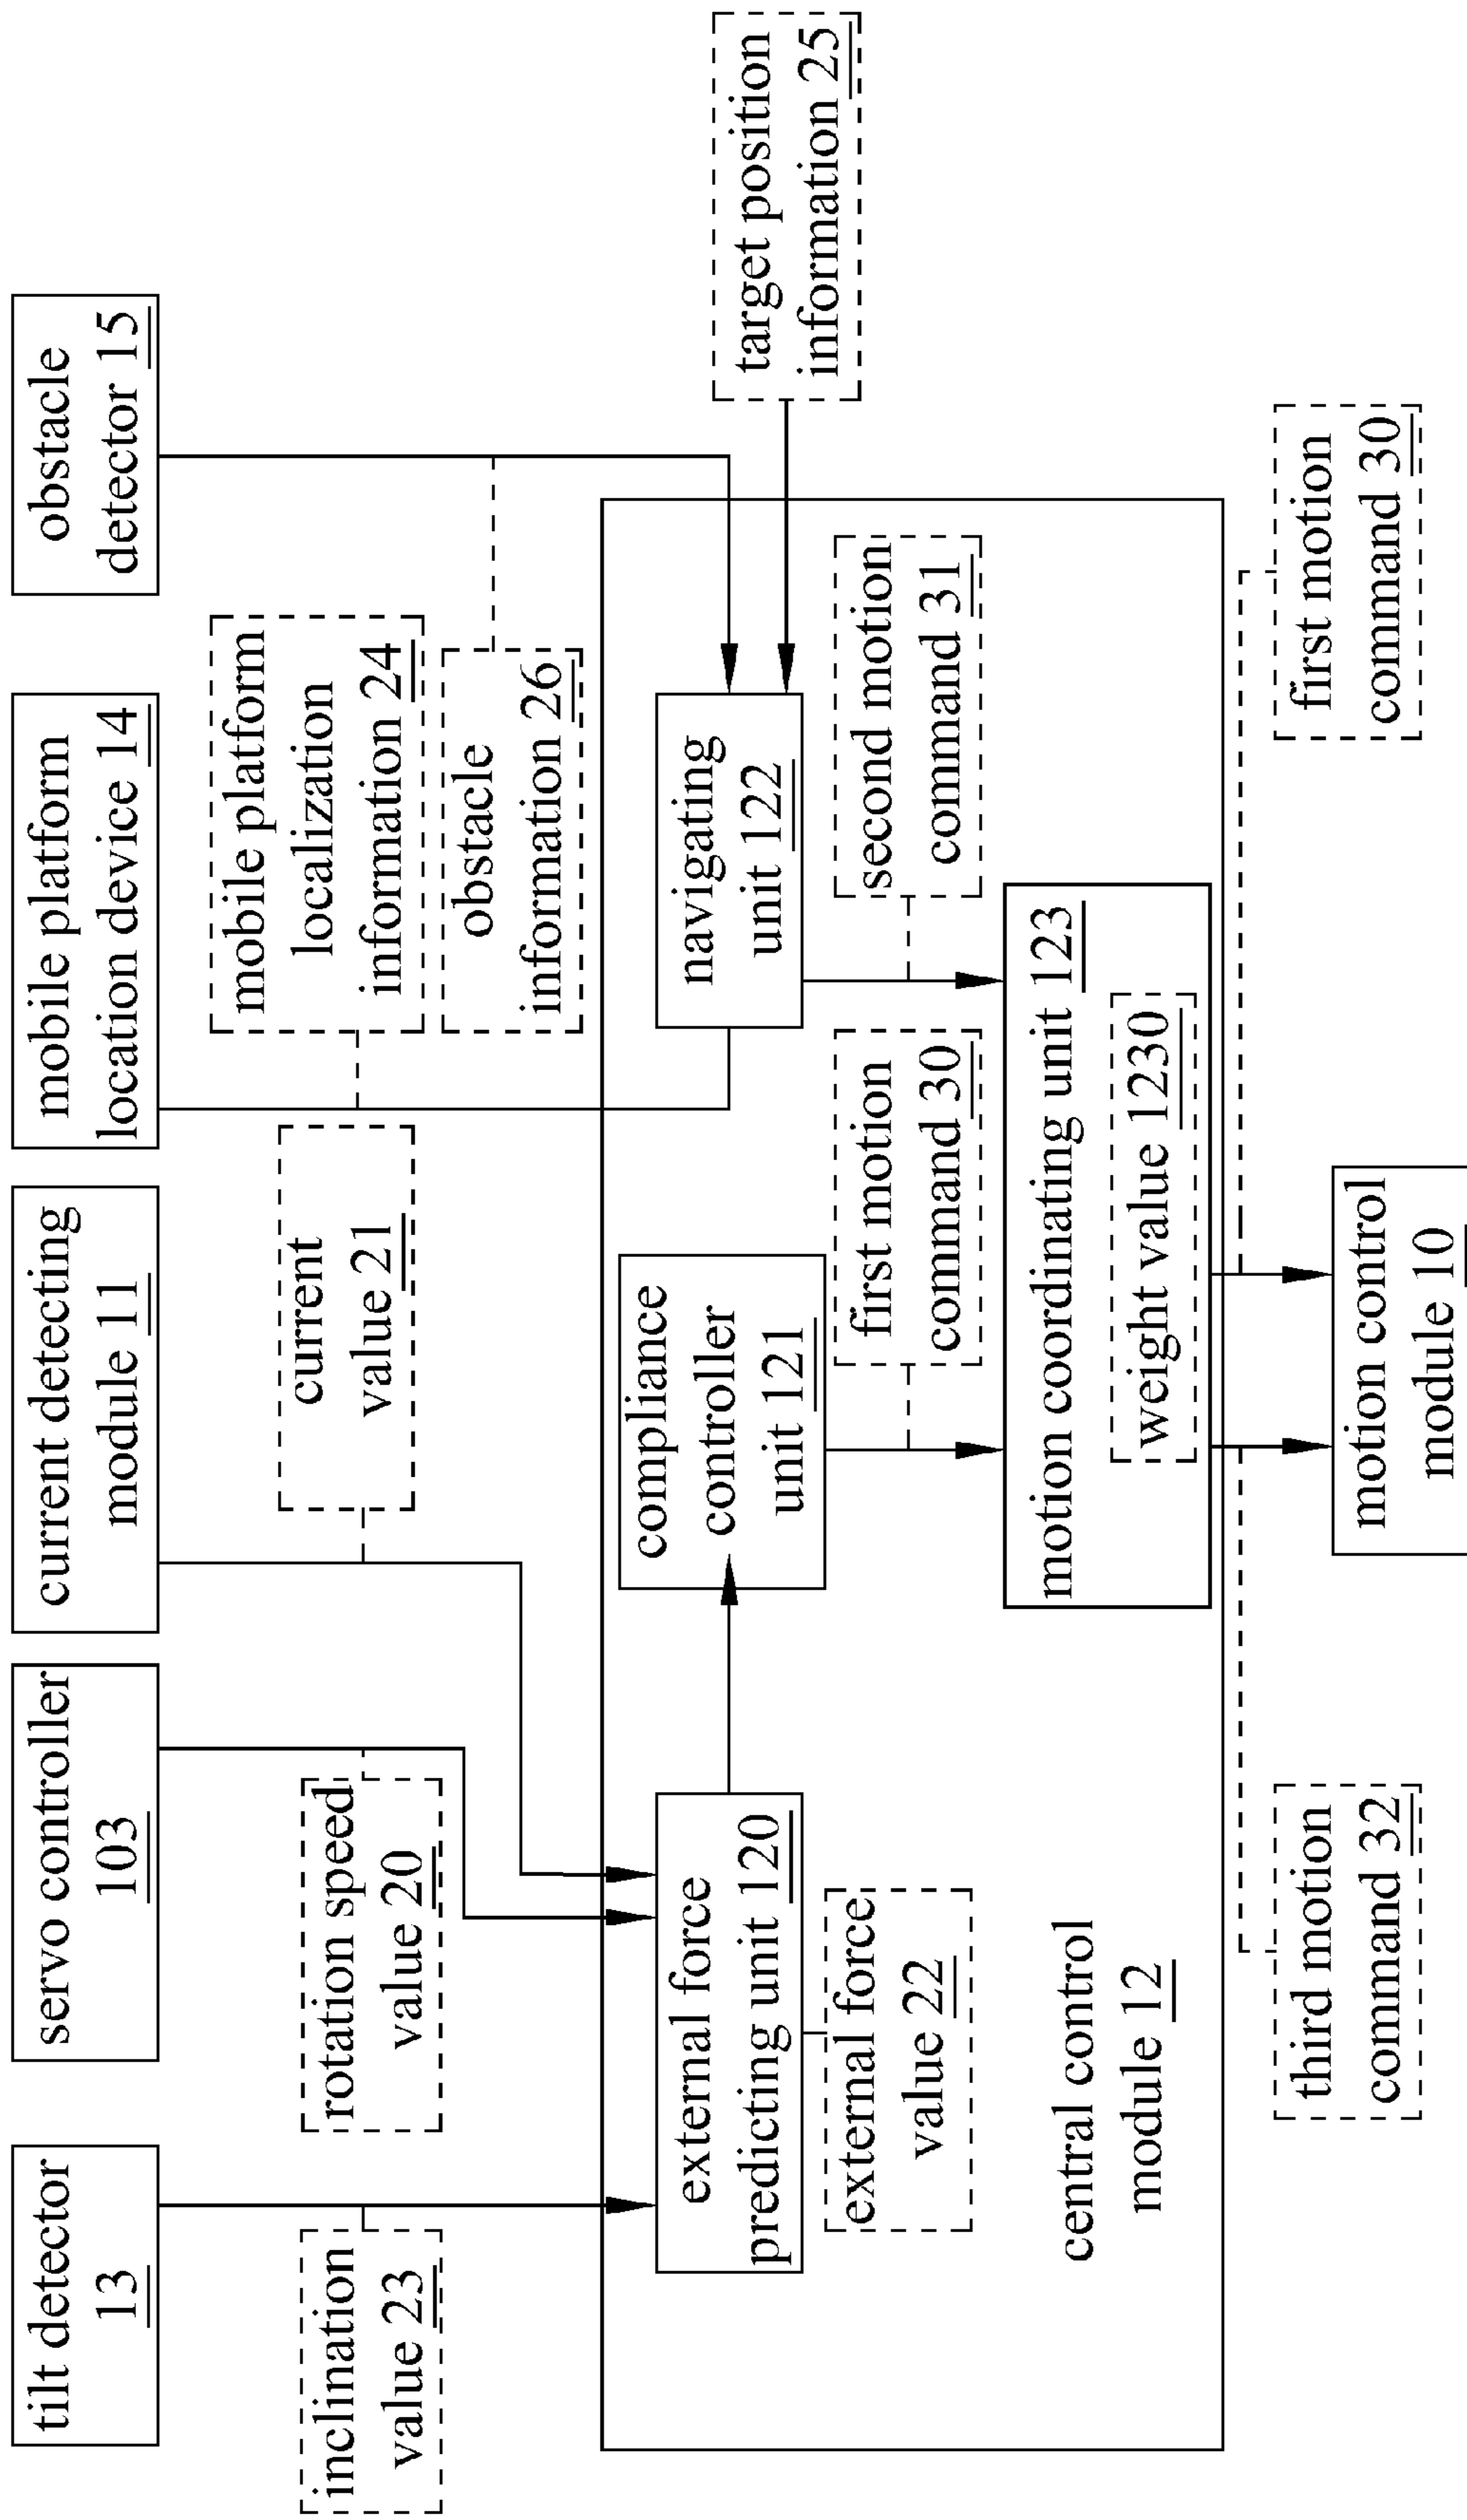 tilt detector
13
servo controller
103
current detecting
module 11
mobile platform
location device 14
obstacle
detector 15
inclination
value 23
rotation speed
value 20
current
value 21
mobile platform
localization
information 24
obstacle
information 26
target position
information 25
external force
predicting unit 120
external force
value 22
compliance
controller
unit 121
navigating
unit 122
first motion
command 30
second motion
command 31
motion coordinating unit 123
weight value 1230
central control
module 12
third motion
command 32
first motion
command 30
motion control
module 10